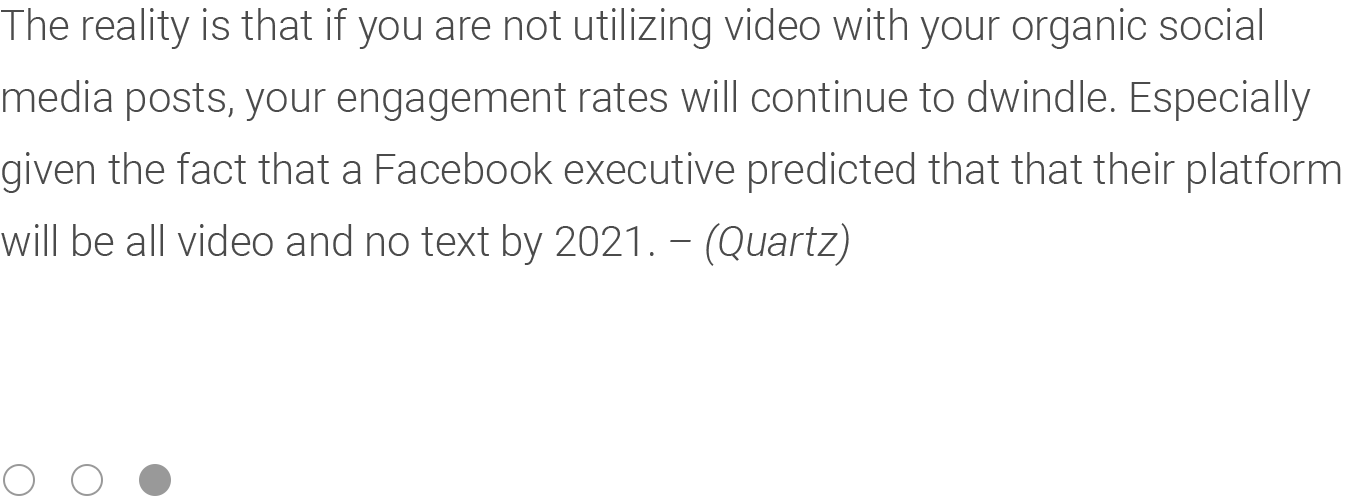 The reality is that if you are not utilizing video with your organic social
media posts, your engagement rates will continue to dwindle. Especially
given the fact that a Facebook executive predicted that that their platform
will be all video and no text by 2021. – (Quartz)